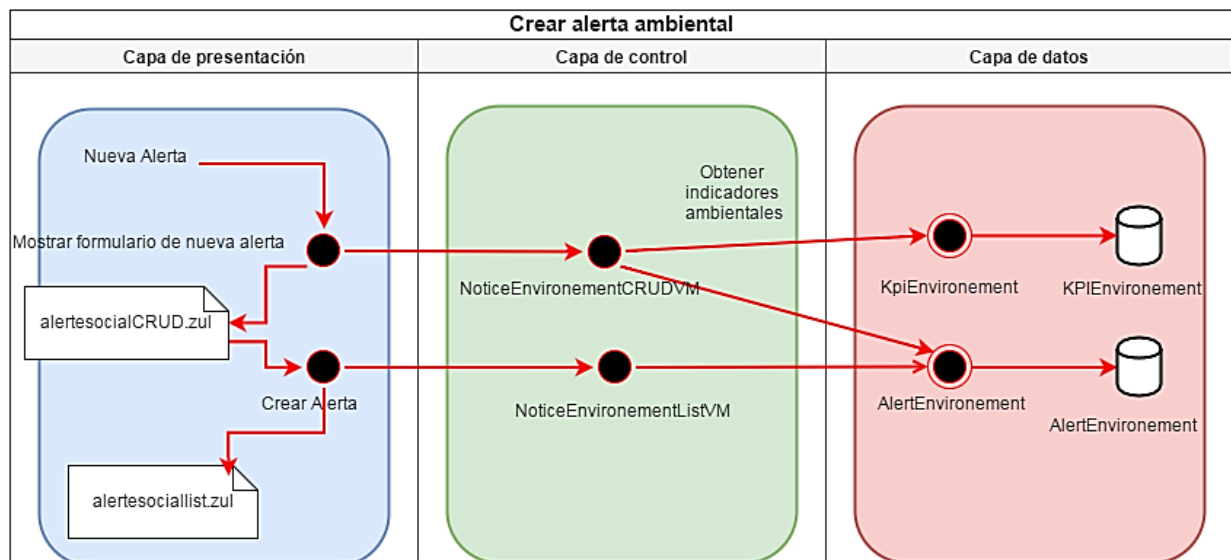 Crear alerta ambiental
Capa de presentación
Capa de control
Capa de datos
Nueva Alerta
Obtener
indicadores
ambientales
Mostrar formulario de nueva alerta
NoticeEnvironementCRUDVM
KpiEnvironement
KPIEnvironement
alertesocialCRUD.zul
Crear Alerta
NoticeEnvironementListVM
AlertEnvironement
AlertEnvironement
alertesociallist.zul